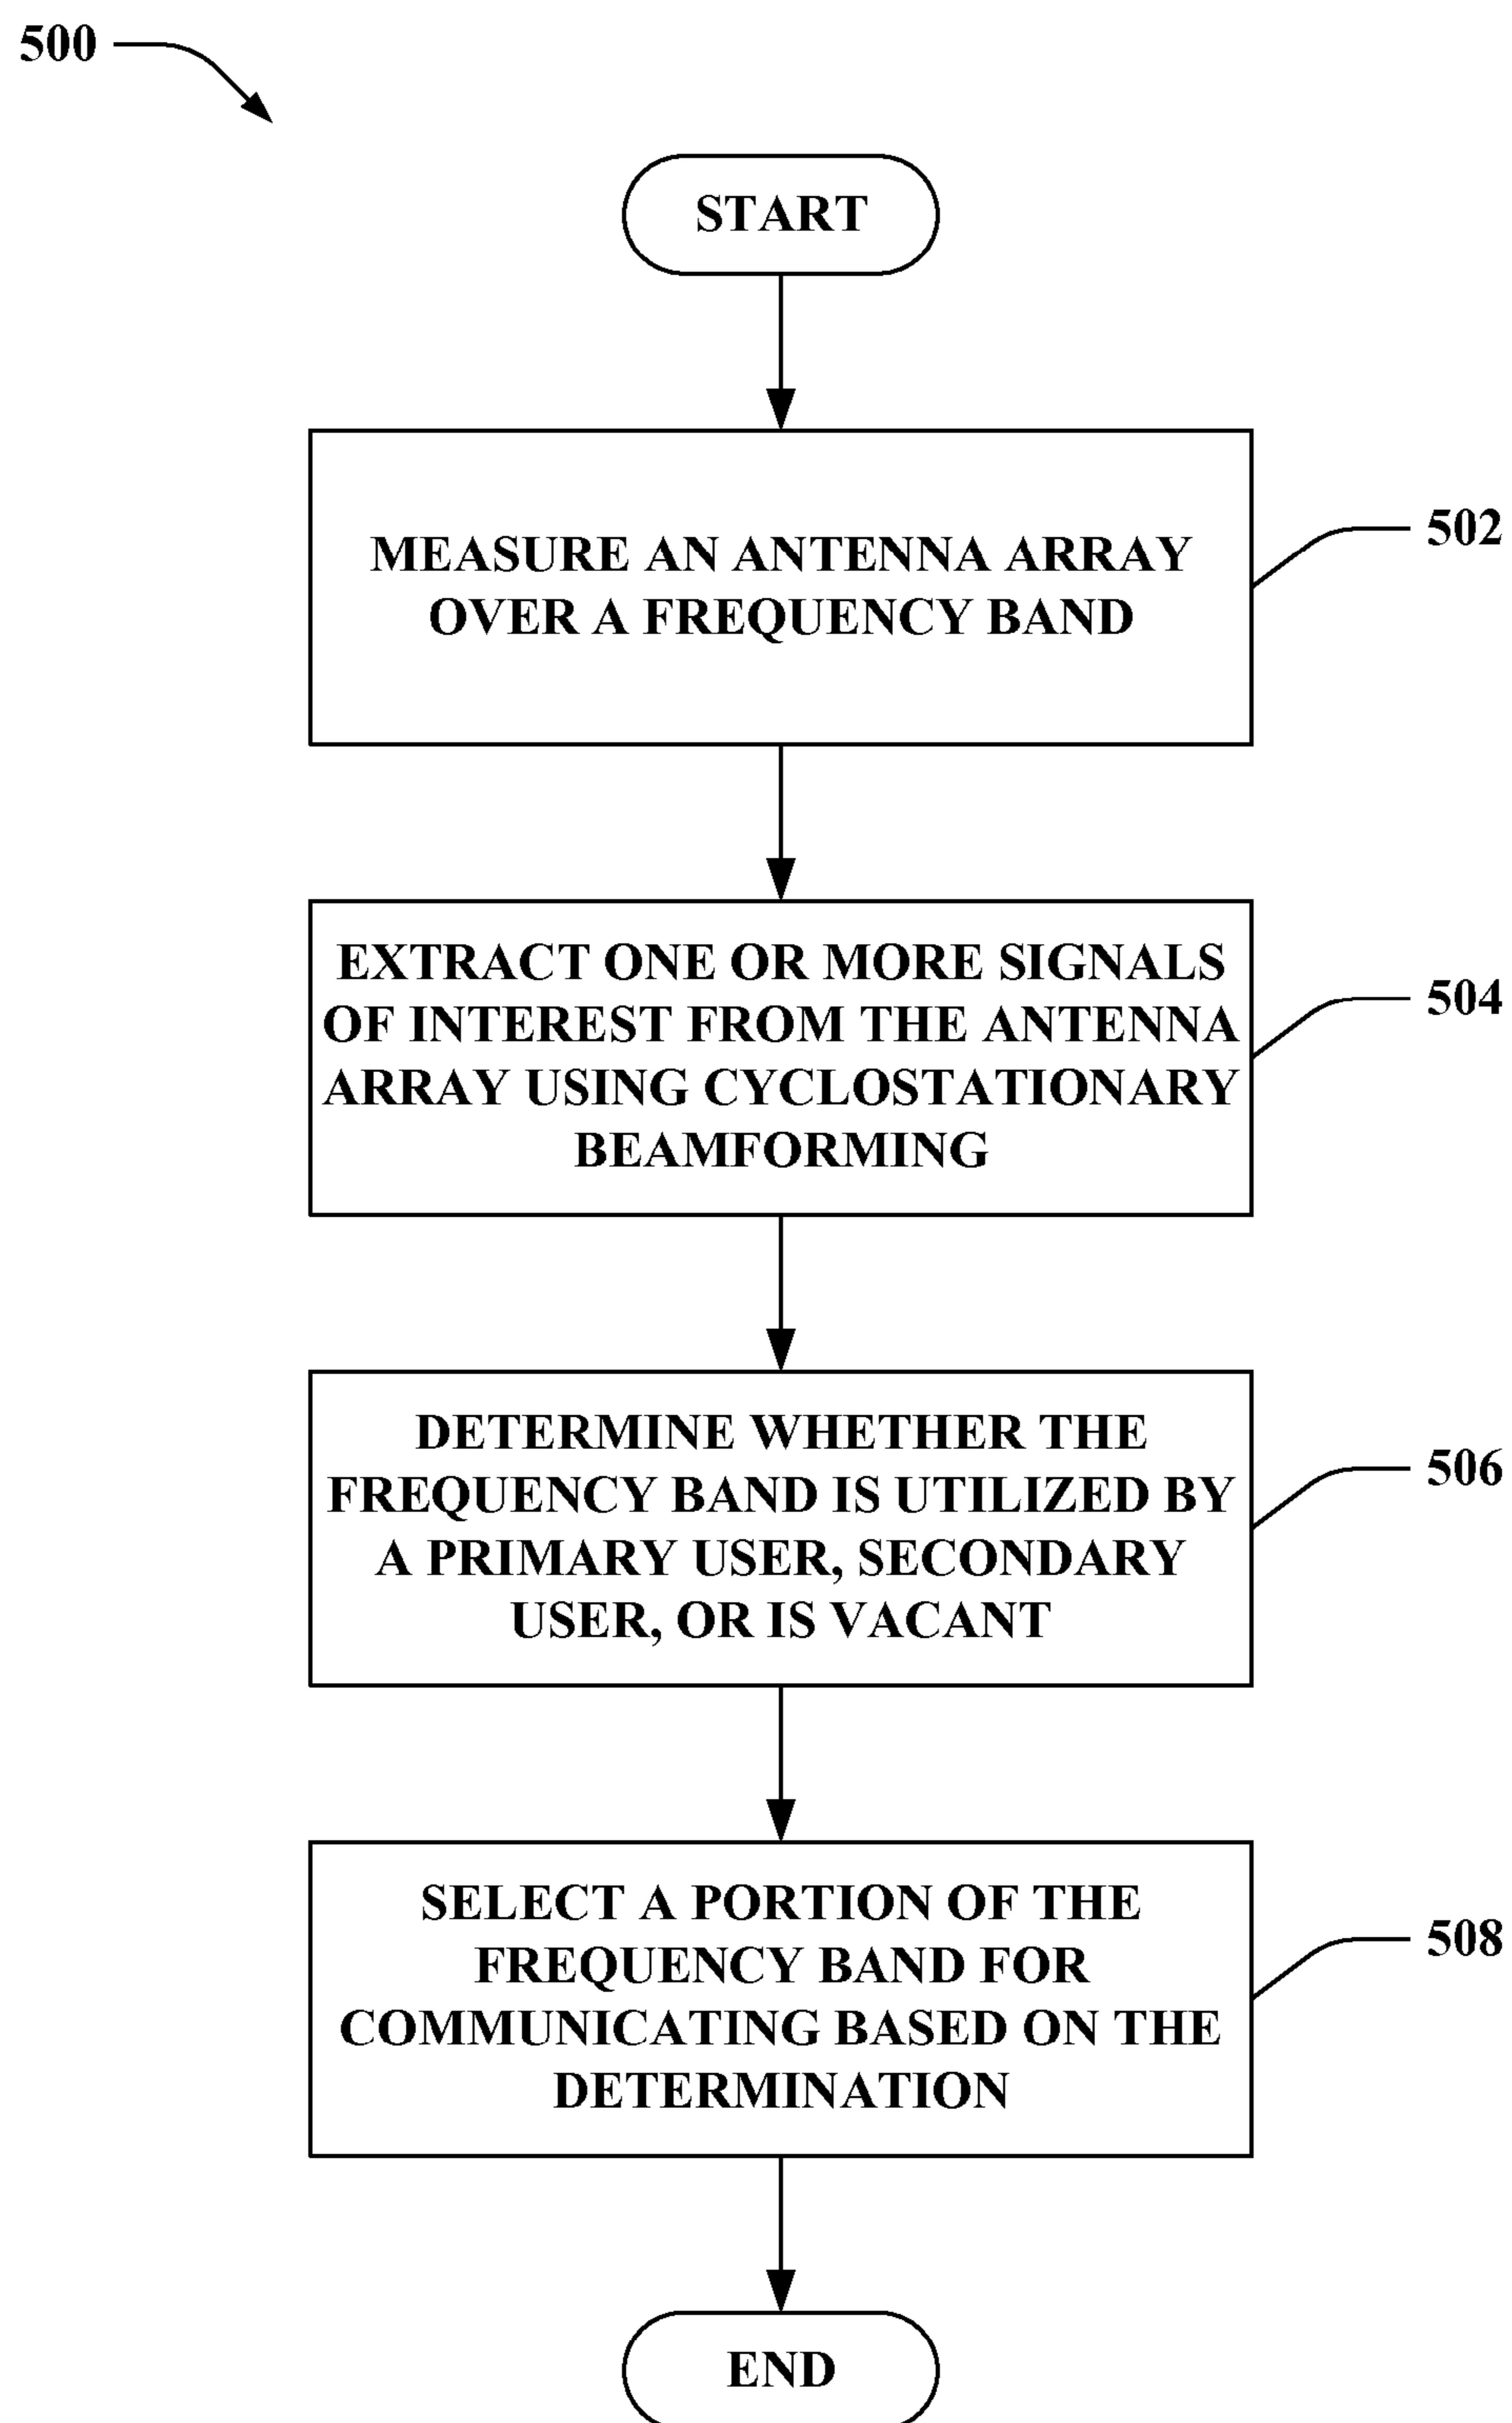 500
START
MEASURE AN ANTENNA ARRAY
OVER A FREQUENCY BAND
502
EXTRACT ONE OR MORE SIGNALS
OF INTEREST FROM THE ANTENNA
ARRAY USING CYCLOSTATIONARY
BEAMFORMING
504
DETERMINE WHETHER THE
FREQUENCY BAND IS UTILIZED BY
A PRIMARY USER, SECONDARY
USER, OR IS VACANT
506
SELECT A PORTION OF THE
FREQUENCY BAND FOR
COMMUNICATING BASED ON THE
DETERMINATION
508
END